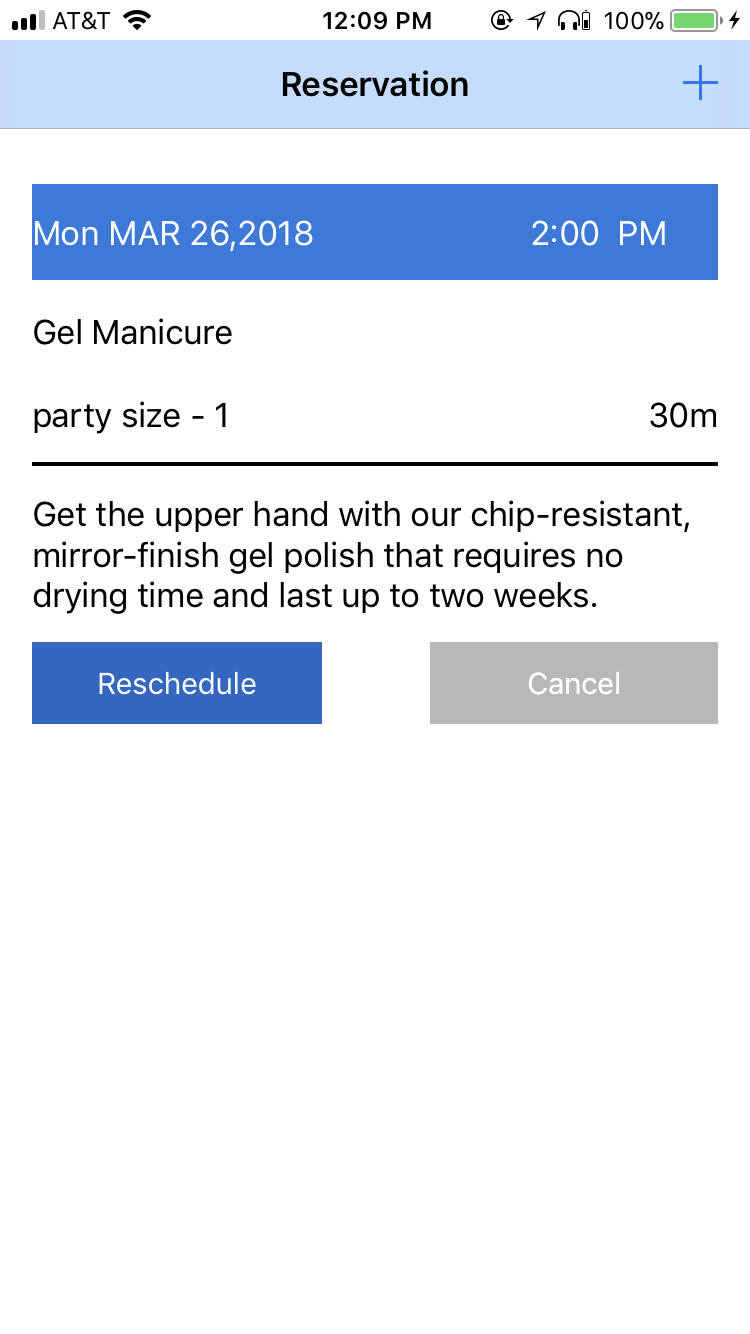 AT&T 12:09 PM 100%
Reservation
Mon MAR 26,2018 2:00 PM
Gel Manicure
party size - 1 30m
Get the upper hand with our chip-resistant,
mirror-finish gel polish that requires no
drying time and last up to two weeks.
Reschedule Cancel